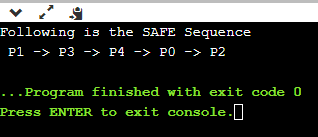 Following is the SAFE Sequence
P1 -> P3 -> P4 -> P0 -> P2
...Program finished with exit code 0
Press ENTER to exit console.